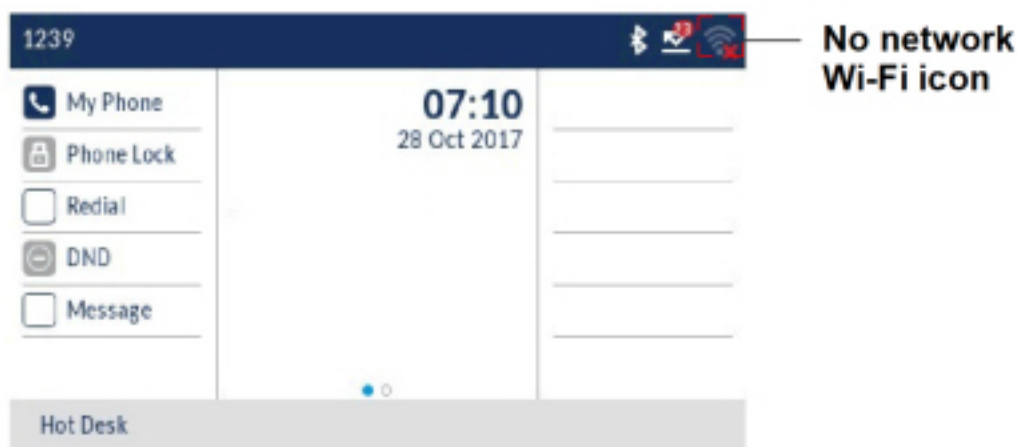 1239
No network
Wi-Fi icon
My Phone
07:10
Phone Lock
28 Oct 2017
Redial
DND
Message
Hot Desk